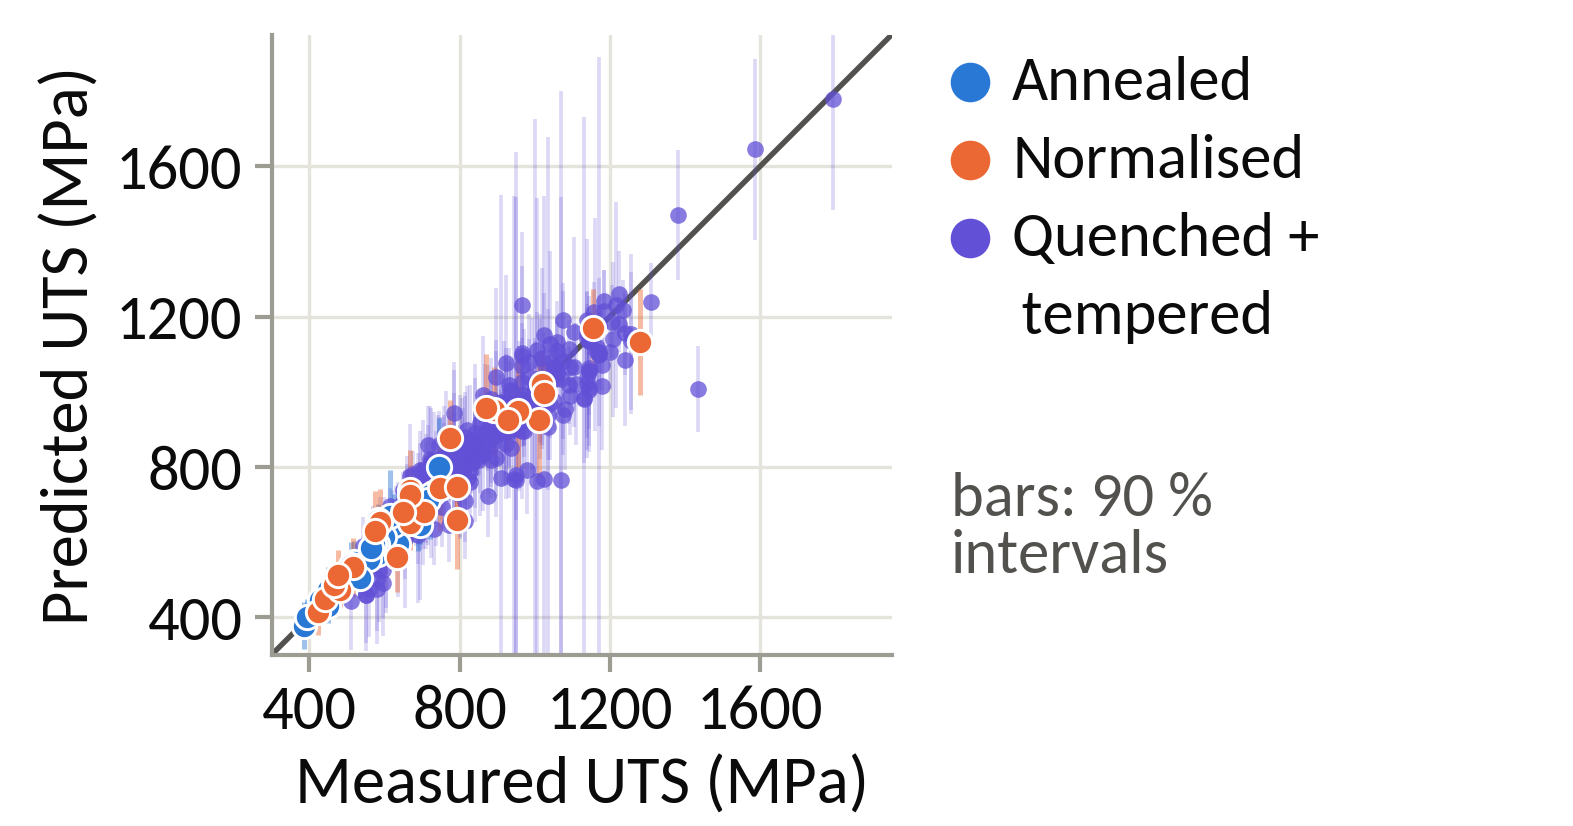 Predicted UTS (MPa)
1600
1200
800
400
400 800 1200 1600
Measured UTS (MPa)
Annealed
Normalised
Quenched +
tempered
bars: 90 %
intervals